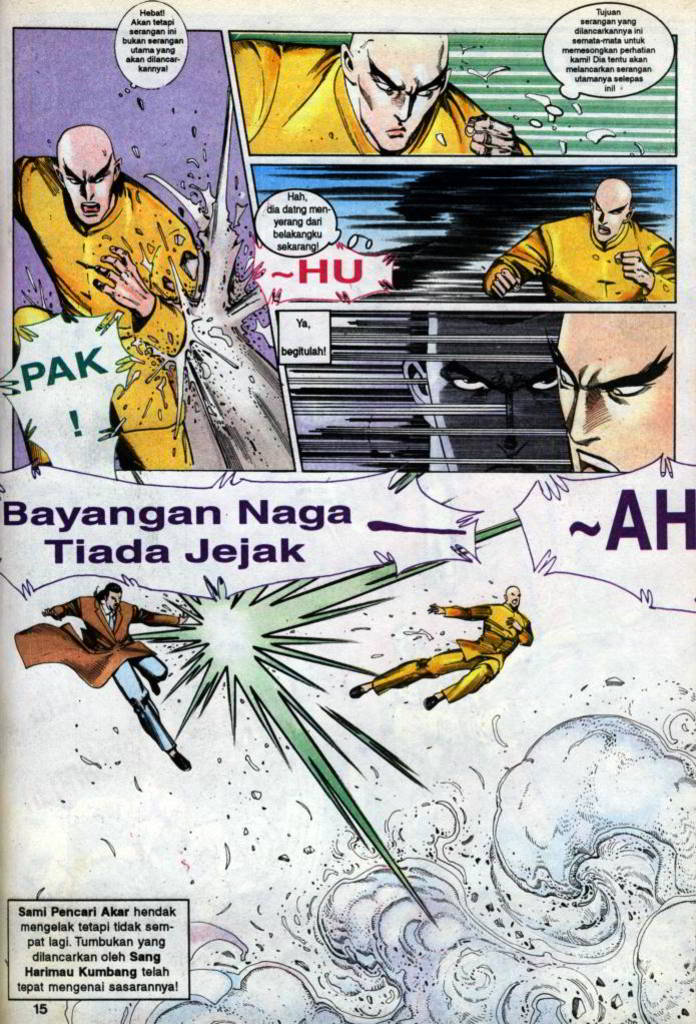 Hebat!
Akan tetapi
serangan ini
bukan serangan
utama yang
akan dilancar-
kannya!
Tujuan
serangan yang
dilancarkannya ini
semata-mata untuk
memesongkan perhatian
kami! Dia tentu akan
melancarkan serangan
utamanya selepas
ini!
Hah,
dia datng men-
yerang dari
belakangku
sekarang!
~HU
PAK
!
Ya,
begitulah!
Bayangan Naga
Tiada Jejak
~AH
Sami Pencari Akar hendak
mengelak tetapi tidak sem-
pat lagi. Tumbukan yang
dilancarkan oleh Sang
Harimau Kumbang telah
tepat mengenai sasarannya!
15